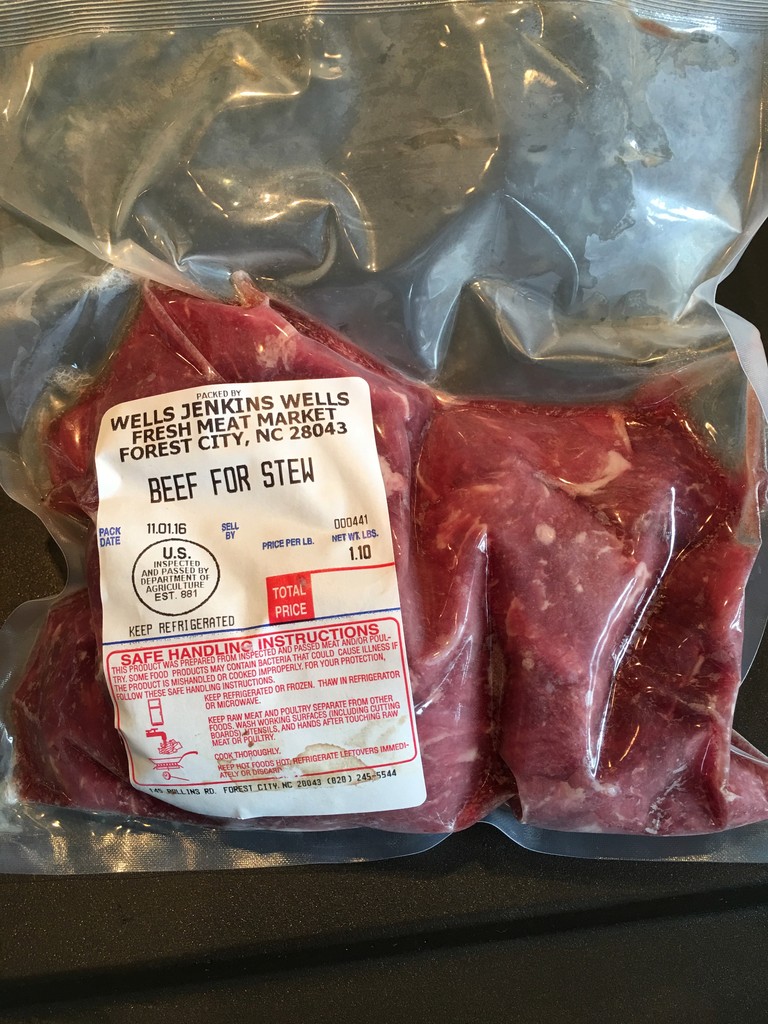 PACKED BY
WELLS JENKINS WELLS
FRESH MEAT MARKET
FOREST CITY, NC 28043
BEEF FOR STEW
PACK DATE 11.01.16 SELL BY 000441
PRICE PER LB. NET WT. LBS.
1.10
U.S.
INSPECTED
AND PASSED BY
DEPARTMENT OF
AGRICULTURE
EST. 881
TOTAL
PRICE
KEEP REFRIGERATED
SAFE HANDLING INSTRUCTIONS
THIS PRODUCT WAS PREPARED FROM INSPECTED AND PASSED MEAT AND/OR POUL-
TRY. SOME FOOD PRODUCTS MAY CONTAIN BACTERIA THAT COULD CAUSE ILLNESS IF
THE PRODUCT IS MISHANDLED OR COOKED IMPROPERLY. FOR YOUR PROTECTION,
FOLLOW THESE SAFE HANDLING INSTRUCTIONS.
KEEP REFRIGERATED OR FROZEN. THAW IN REFRIGERATOR
OR MICROWAVE.
KEEP RAW MEAT AND POULTRY SEPARATE FROM OTHER
FOODS. WASH WORKING SURFACES (INCLUDING CUTTING
BOARDS) UTENSILS, AND HANDS AFTER TOUCHING RAW
MEAT OR POULTRY.
COOK THOROUGHLY.
KEEP HOT FOODS HOT. REFRIGERATE LEFTOVERS IMMEDI-
ATELY OR DISCARD.
145 ROLLINS RD. FOREST CITY, NC 28043 (828) 245-5544